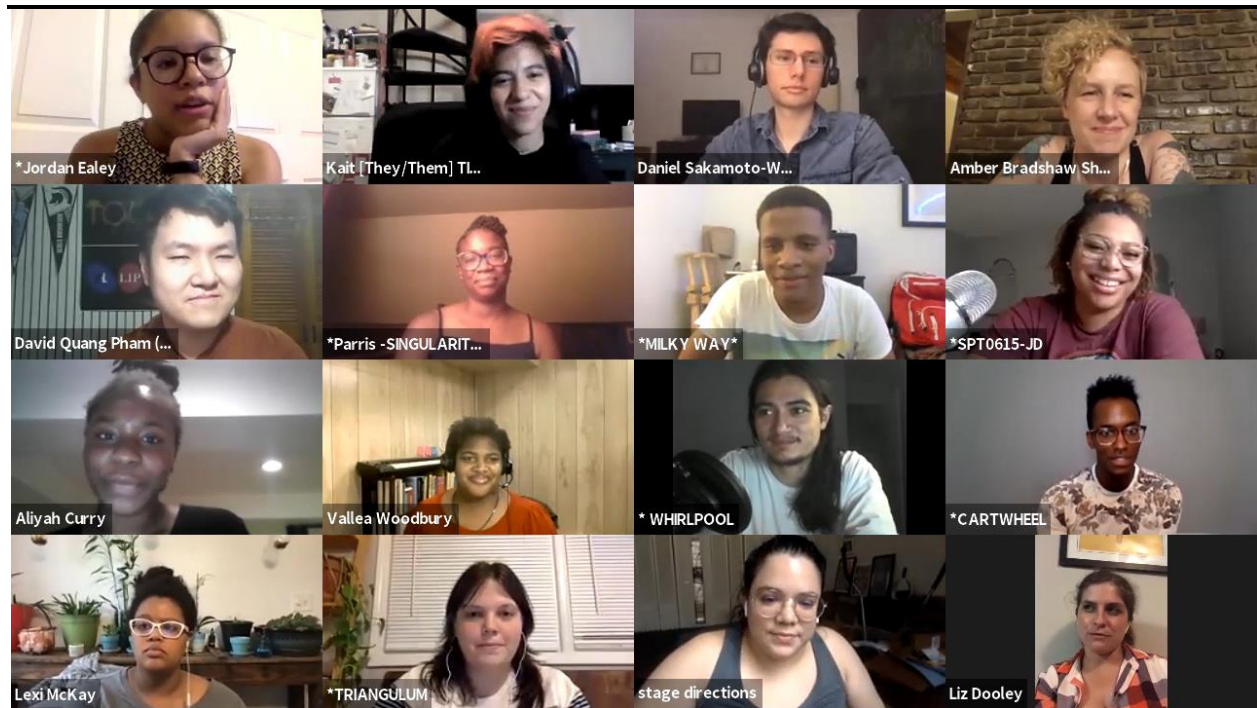 *Jordan Ealey
Kait [They/Them] Tl...
Daniel Sakamoto-W...
Amber Bradshaw Sh...
LIP
David Quang Pham (...
*Parris -SINGULARIT...
*MILKY WAY*
*SPT0615-JD
Aliyah Curry
Vallea Woodbury
* WHIRLPOOL
*CARTWHEEL
Lexi McKay
*TRIANGULUM
stage directions
Liz Dooley